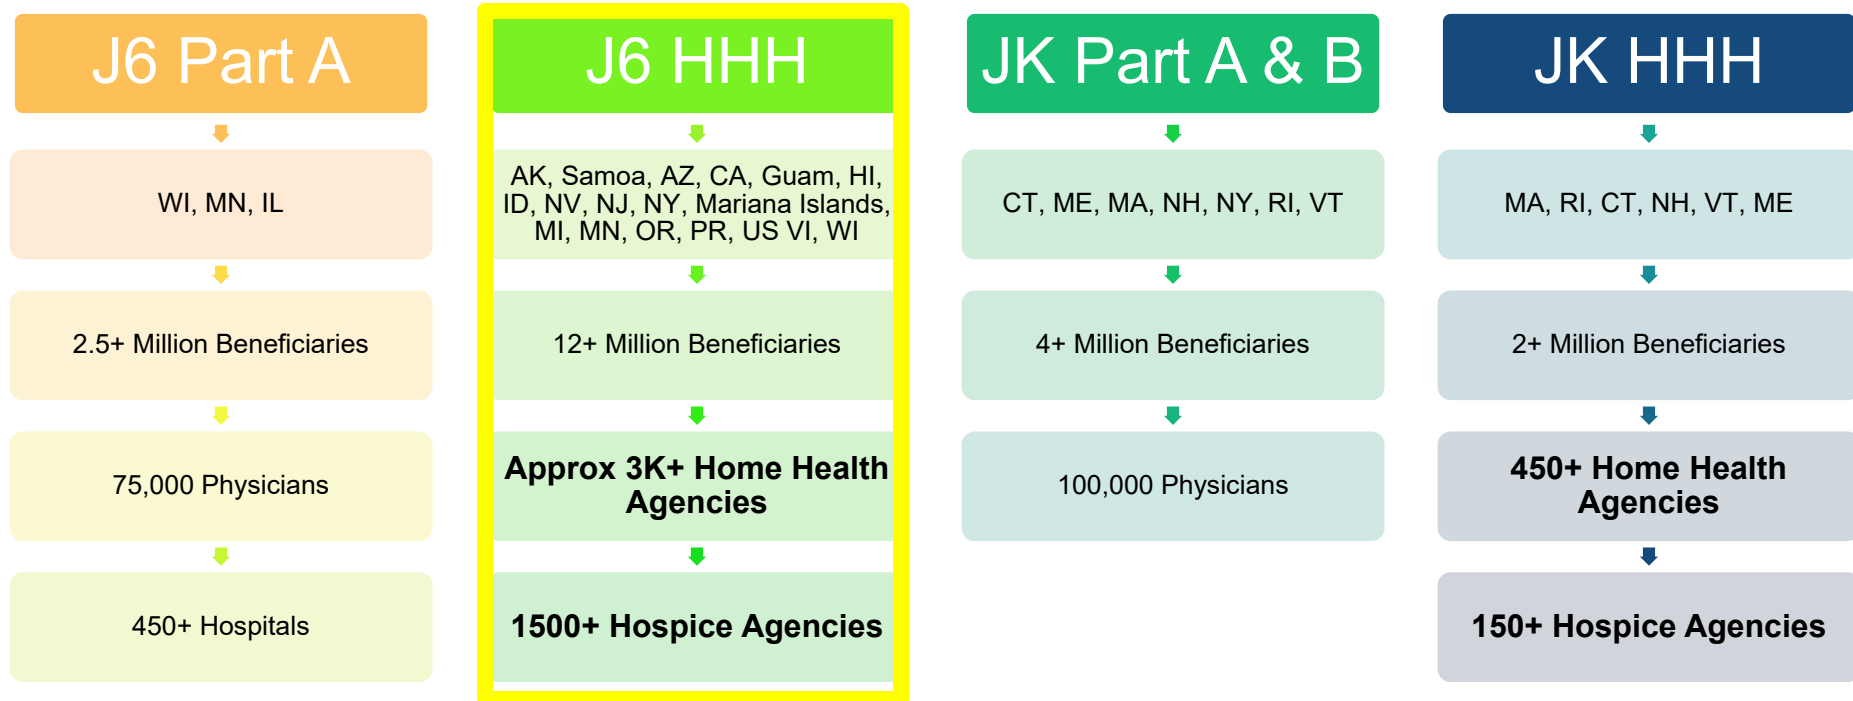 J6 Part A
WI, MN, IL
2.5+ Million Beneficiaries
75,000 Physicians
450+ Hospitals
J6 HHH
AK, Samoa, AZ, CA, Guam, HI,
ID, NV, NJ, NY, Mariana Islands,
MI, MN, OR, PR, US VI, WI
12+ Million Beneficiaries
Approx 3K+ Home Health
Agencies
1500+ Hospice Agencies
JK Part A & B
CT, ME, MA, NH, NY, RI, VT
4+ Million Beneficiaries
100,000 Physicians
JK HHH
MA, RI, CT, NH, VT, ME
2+ Million Beneficiaries
450+ Home Health
Agencies
150+ Hospice Agencies